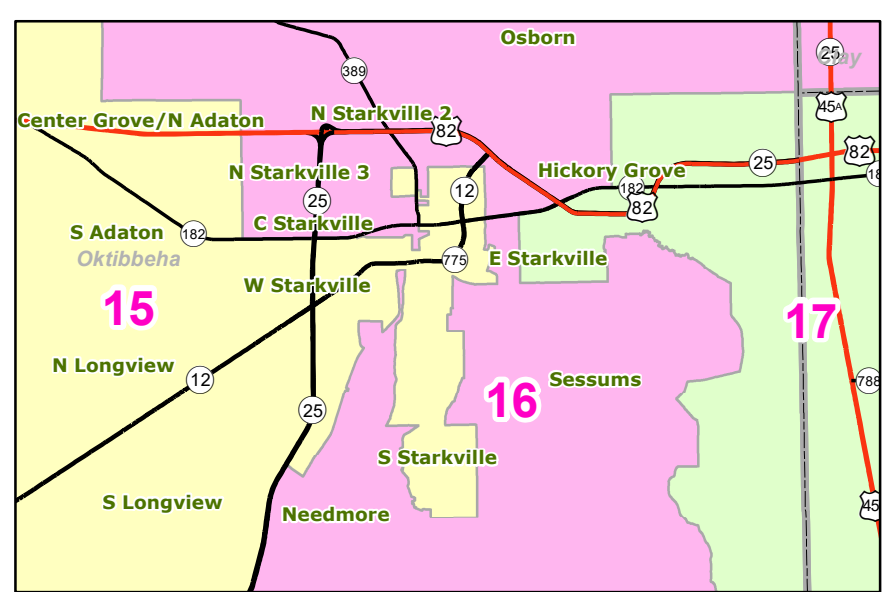 Osborn
25
Clay
389
45A
N Starkville 2
Center Grove/N Adaton
82
82
25
Hickory Grove
N Starkville 3
182
18
12
25
82
C Starkville
S Adaton
182
Oktibbeha
775
E Starkville
W Starkville
15
17
N Longview
12
Sessums
788
16
25
S Starkville
S Longview
45
Needmore